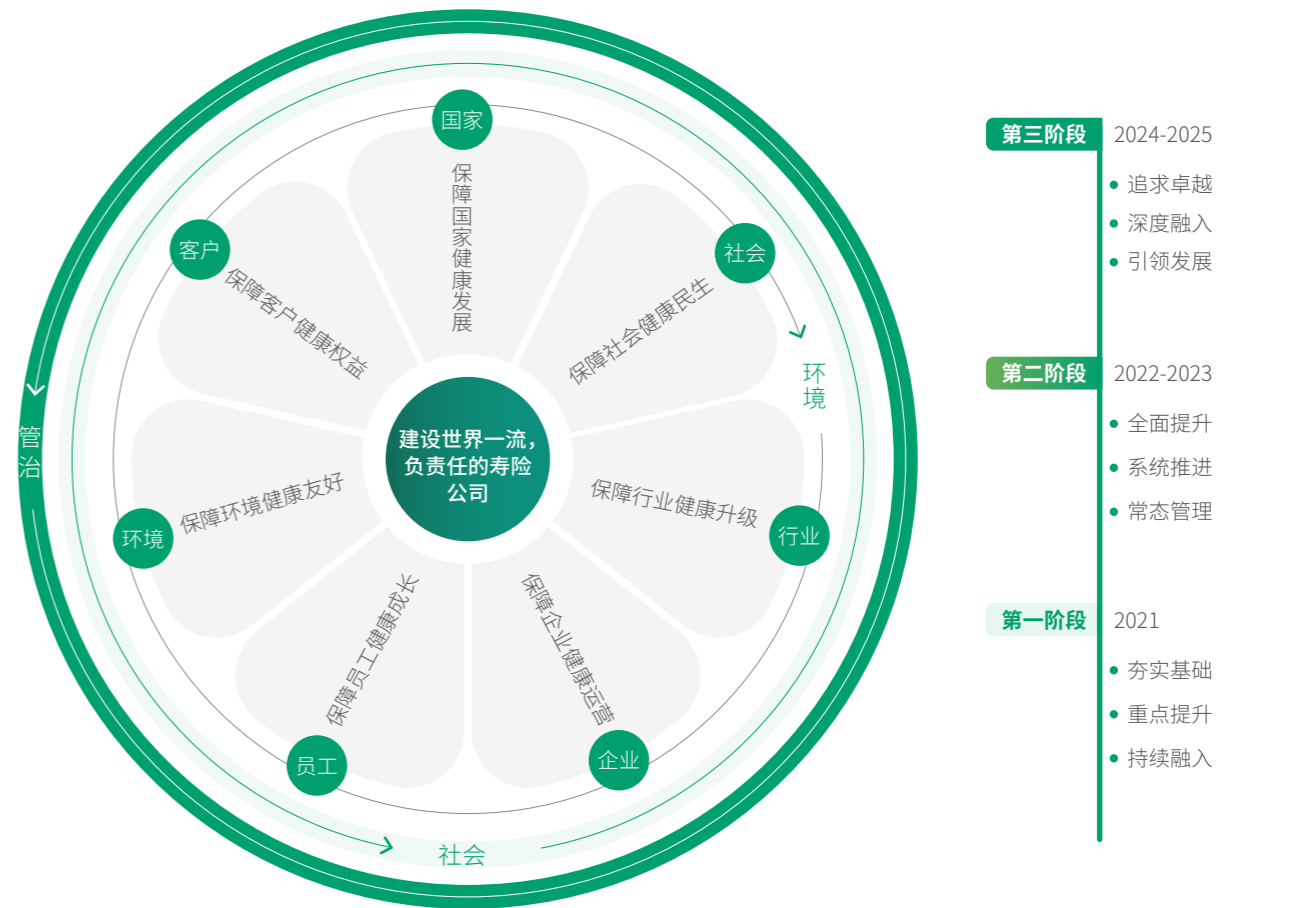 国家
保障国家健康发展
社会
保障社会健康民生
行业
保障行业健康升级
企业
保障企业健康运营
员工
保障员工健康成长
环境
保障环境健康友好
客户
保障客户健康权益
建设世界一流，
负责任的寿险
公司
环境
社会
管治
第三阶段 2024-2025
追求卓越
深度融入
引领发展
第二阶段 2022-2023
全面提升
系统推进
常态管理
第一阶段 2021
夯实基础
重点提升
持续融入